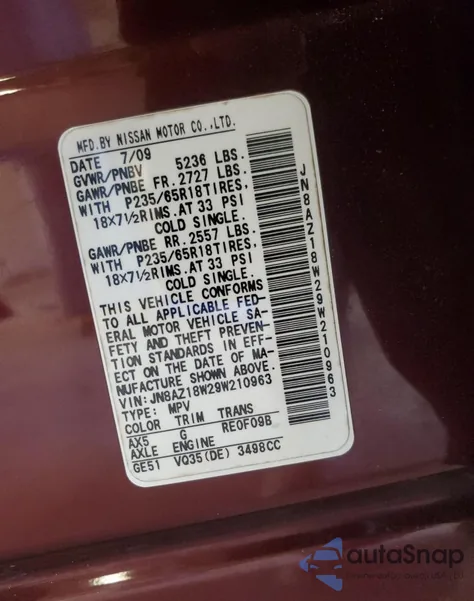 MFD.BY NISSAN MOTOR CO.,LTD.
DATE 7/09
GVWR/PNBV 5236 LBS.
GAWR/PNBE FR. 2727 LBS.
WITH P235/65R18TIRES,
18X7½RIMS.AT 33 PSI
COLD SINGLE.
GAWR/PNBE RR. 2557 LBS.
WITH P235/65R18TIRES,
18X7½RIMS.AT 33 PSI
COLD SINGLE.
THIS VEHICLE CONFORMS
TO ALL APPLICABLE FED-
ERAL MOTOR VEHICLE SA-
FETY AND THEFT PREVEN-
TION STANDARDS IN EFF-
ECT ON THE DATE OF MA-
NUFACTURE SHOWN ABOVE.
VIN:JN8AZ18W29W210963
TYPE: MPV
COLOR TRIM TRANS
AX5 G RE0F09B
AXLE ENGINE
GE51 VQ35(DE) 3498CC
JN8AZ18W29W210963
autaSnap